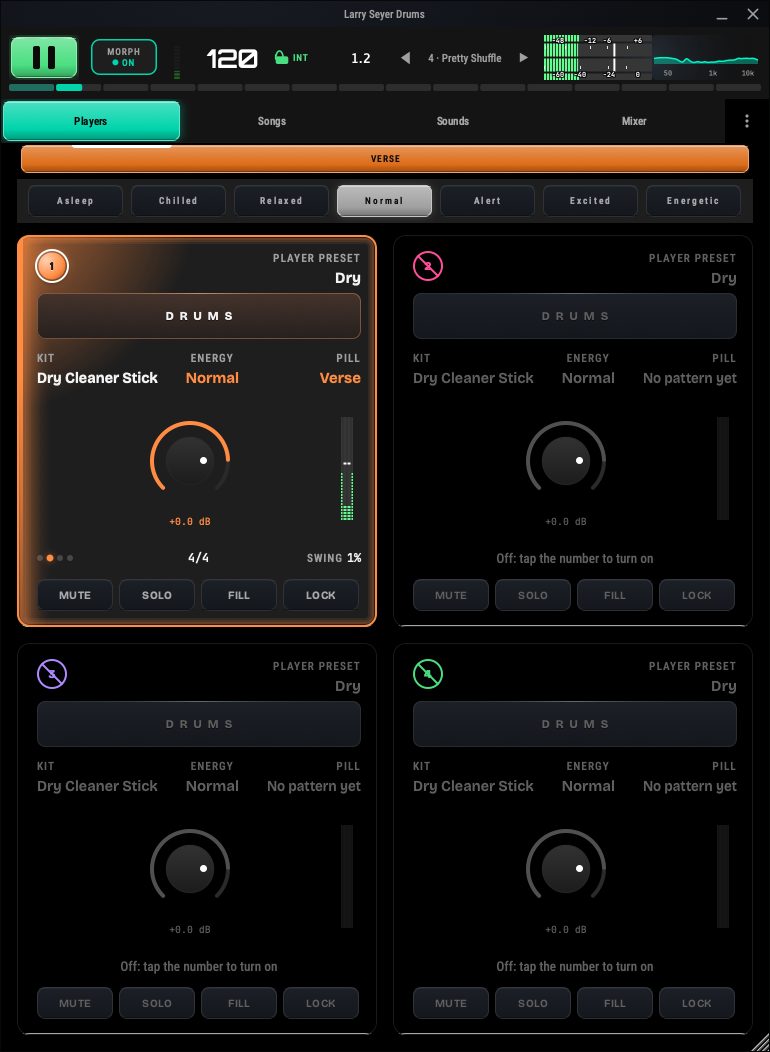 Larry Seyer Drums
MORPH
ON
120
INT
1.2
4 · Pretty Shuffle
-48 -12 -6 +6
-60 -40 -24 0
50 1k 10k
Players
Songs
Sounds
Mixer
VERSE
Asleep
Chilled
Relaxed
Normal
Alert
Excited
Energetic
1
PLAYER PRESET
Dry
DRUMS
KIT ENERGY PILL
Dry Cleaner Stick Normal Verse
+0.0 dB
4/4
SWING 1%
MUTE SOLO FILL LOCK
2
PLAYER PRESET
Dry
DRUMS
KIT ENERGY PILL
Dry Cleaner Stick Normal No pattern yet
+0.0 dB
Off: tap the number to turn on
MUTE SOLO FILL LOCK
3
PLAYER PRESET
Dry
DRUMS
KIT ENERGY PILL
Dry Cleaner Stick Normal No pattern yet
+0.0 dB
Off: tap the number to turn on
MUTE SOLO FILL LOCK
4
PLAYER PRESET
Dry
DRUMS
KIT ENERGY PILL
Dry Cleaner Stick Normal No pattern yet
+0.0 dB
Off: tap the number to turn on
MUTE SOLO FILL LOCK